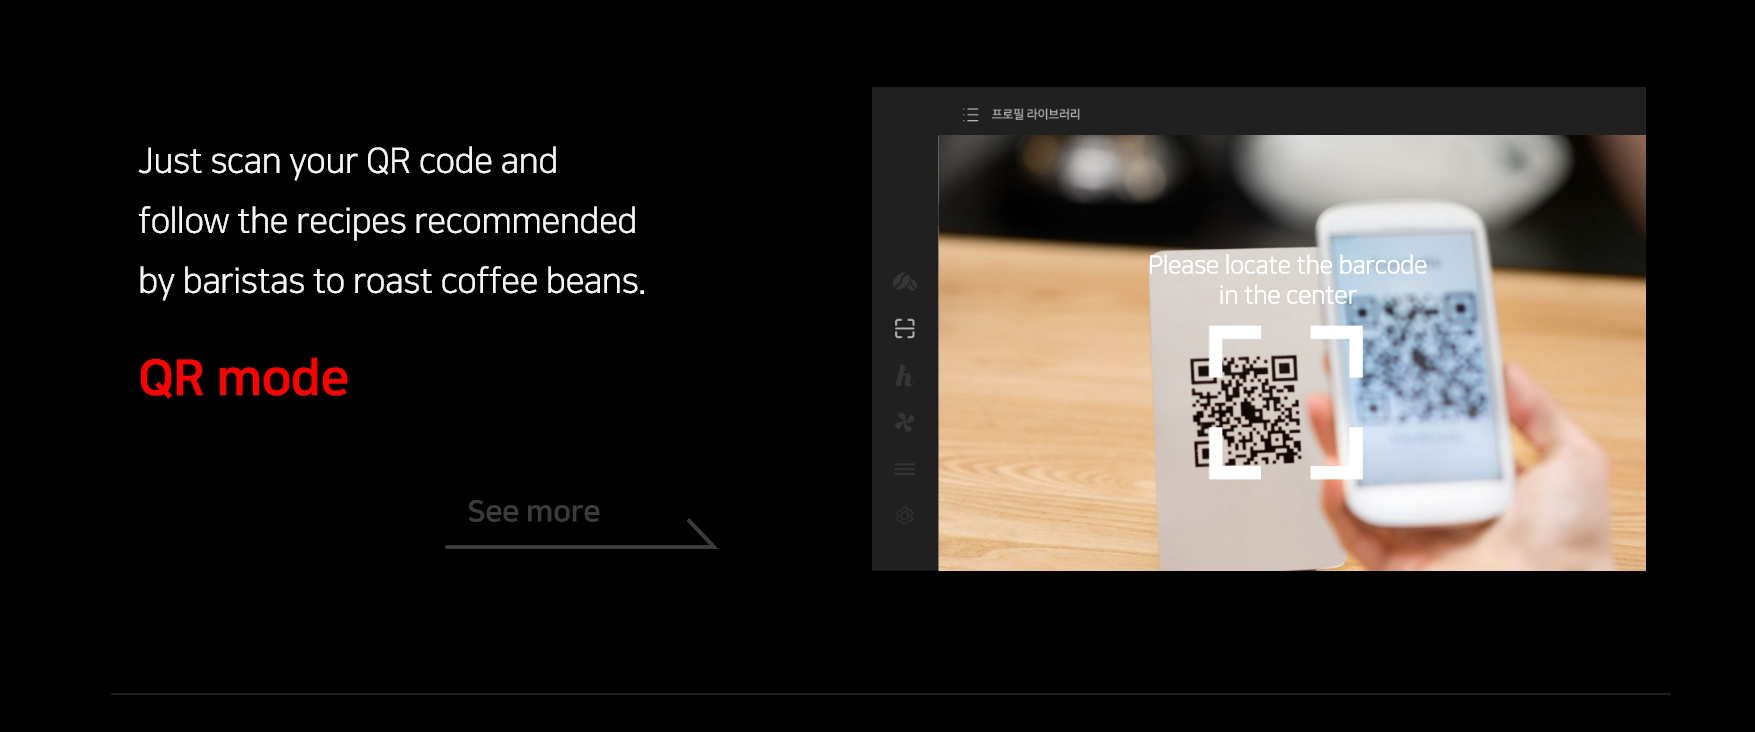 Just scan your QR code and
follow the recipes recommended
by baristas to roast coffee beans.
QR mode
See more
프로필 라이브러리
Please locate the barcode
in the center
h